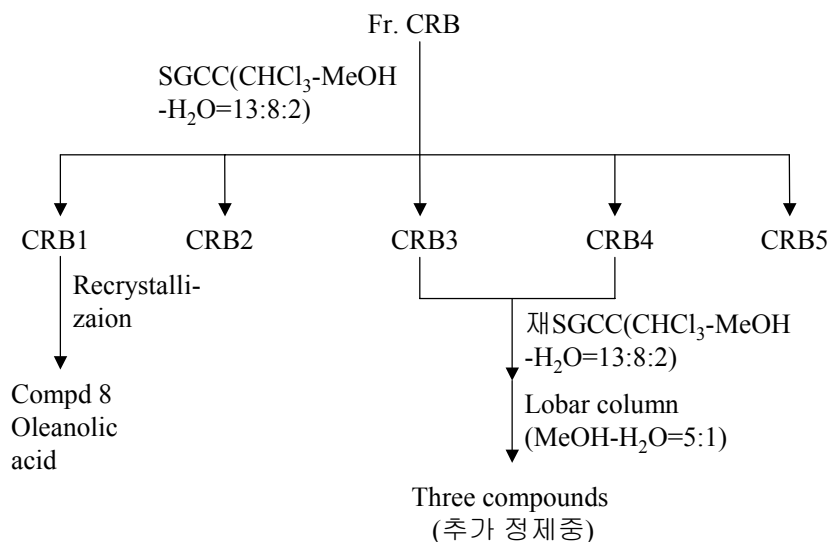 Fr. CRB
SGCC(CHCl₃-MeOH
-H₂O=13:8:2)
CRB1 CRB2 CRB3 CRB4 CRB5
Recrystalli-
zaion
재SGCC(CHCl₃-MeOH
-H₂O=13:8:2)
Compd 8
Oleanolic
acid
Lobar column
(MeOH-H₂O=5:1)
Three compounds
(추가 정제중)